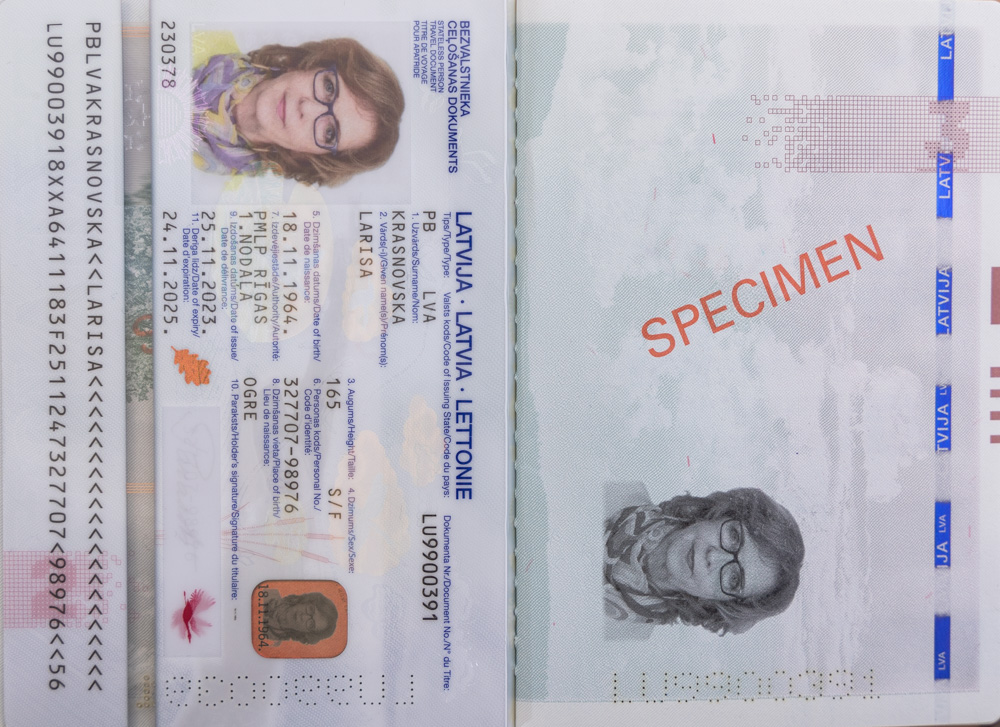 BEZVALSTNIEKA
CEĻOŠANAS DOKUMENTS
STATELESS PERSON
TRAVEL DOCUMENT
TITRE DE VOYAGE
POUR APATRIDE
LATVIJA · LATVIA · LETTONIE
Tips/Type/Type: Valsts kods/Code of Issuing State/Code du pays: Dokumenta Nr./Document No./N° du Titre:
PB LVA LU9900391
1. Uzvārds/Surname/Nom:
KRASNOVSKA
2. Vārds(-i)/Given name(s)/Prénom(s):
LARISA
3. Augums/Height/Taille: 4. Dzimums/Sex/Sexe:
165 S/F
5. Dzimšanas datums/Date of birth/
Date de naissance:
18.11.1964.
6. Personas kods/Personal No./
Code d'identité:
327707-98976
7. Izdevējiestāde/Authority/Autorité:
PMLP RĪGAS
1.NODAĻA
8. Dzimšanas vieta/Place of birth/
Lieu de naissance:
OGRE
9. Izdošanas datums/Date of issue/
Date de délivrance:
25.11.2023.
10. Paraksts/Holder's signature/Signature du titulaire: --
11. Derīga līdz/Date of expiry/
Date d'expiration:
24.11.2025.
230378
18.11.1964.
PBLVAKRASNOVSKA<<LARISA<<<<<<<<<<<<<<<<<<<<<
LU99003918XXA6411183F2511247327707<98976<<56
SPECIMEN
LATVIJA
LVA
LVA
LU9900391